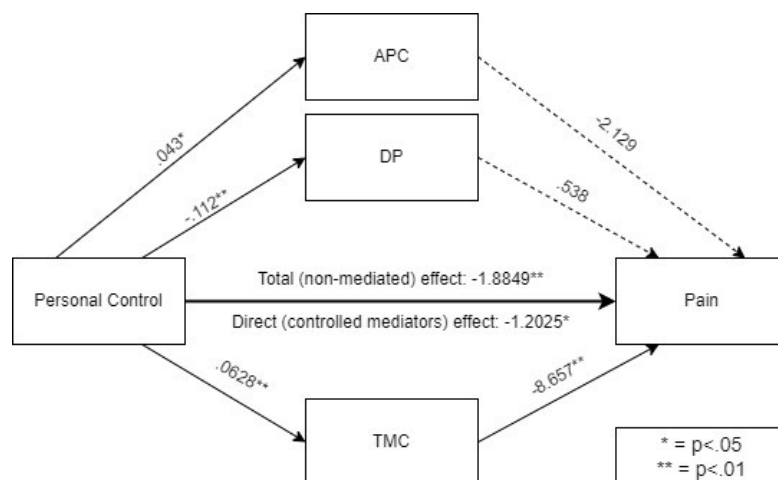 APC
.043*
-2.129
DP
-.112**
.538
Personal Control
Total (non-mediated) effect: -1.8849**
Direct (controlled mediators) effect: -1.2025*
Pain
.0628**
-8.657**
TMC
* = p<.05
** = p<.01